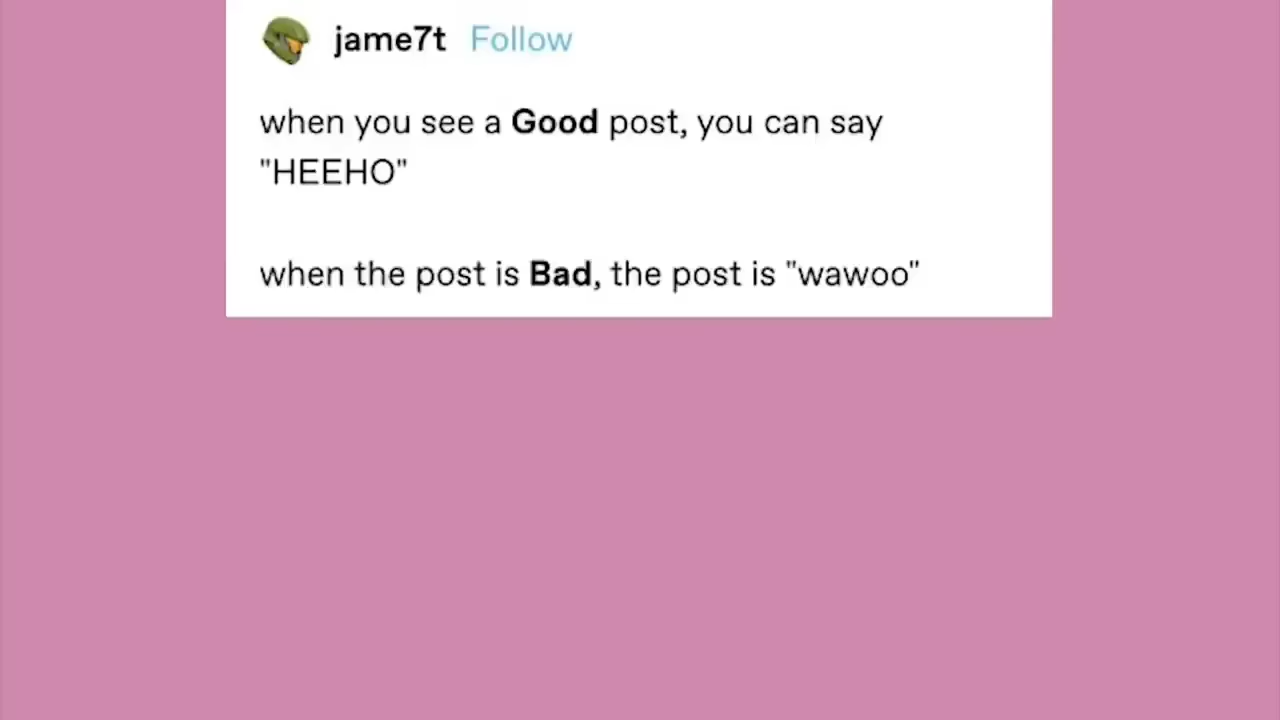 jame7t Follow
when you see a Good post, you can say
"HEEHO"
when the post is Bad, the post is "wawoo"